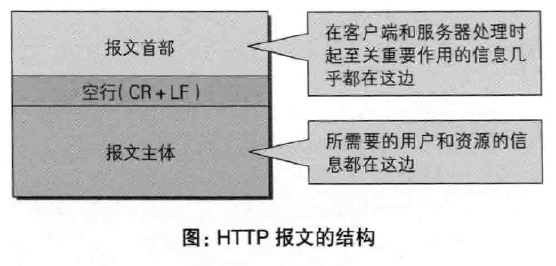 报文首部
在客户端和服务器处理时
起至关重要作用的信息几
乎都在这边
空行(CR+LF)
报文主体
所需要的用户和资源的信
息都在这边
图：HTTP 报文的结构